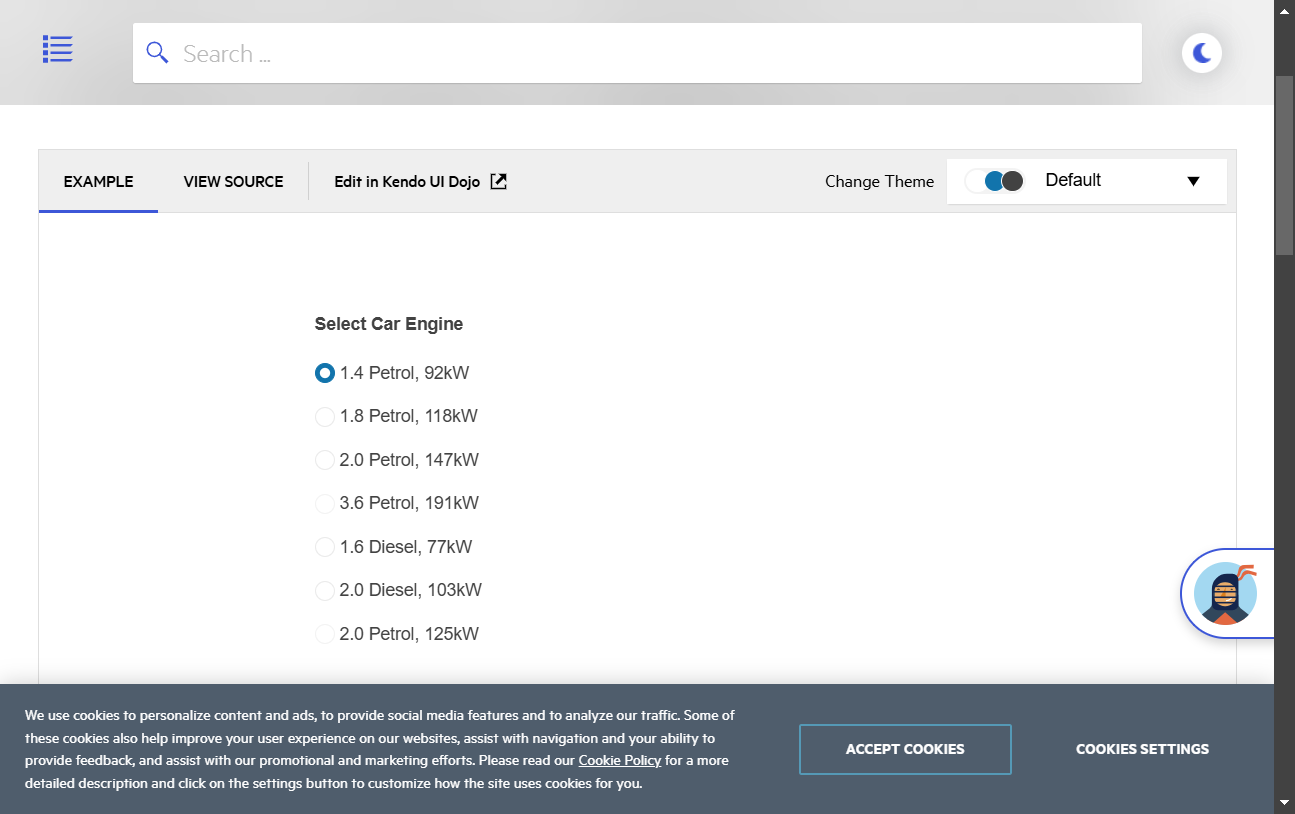 Search ...
EXAMPLE
VIEW SOURCE
Edit in Kendo UI Dojo
Change Theme
Default
Select Car Engine
1.4 Petrol, 92kW
1.8 Petrol, 118kW
2.0 Petrol, 147kW
3.6 Petrol, 191kW
1.6 Diesel, 77kW
2.0 Diesel, 103kW
2.0 Petrol, 125kW
We use cookies to personalize content and ads, to provide social media features and to analyze our traffic. Some of
these cookies also help improve your user experience on our websites, assist with navigation and your ability to
provide feedback, and assist with our promotional and marketing efforts. Please read our Cookie Policy for a more
detailed description and click on the settings button to customize how the site uses cookies for you.
ACCEPT COOKIES
COOKIES SETTINGS